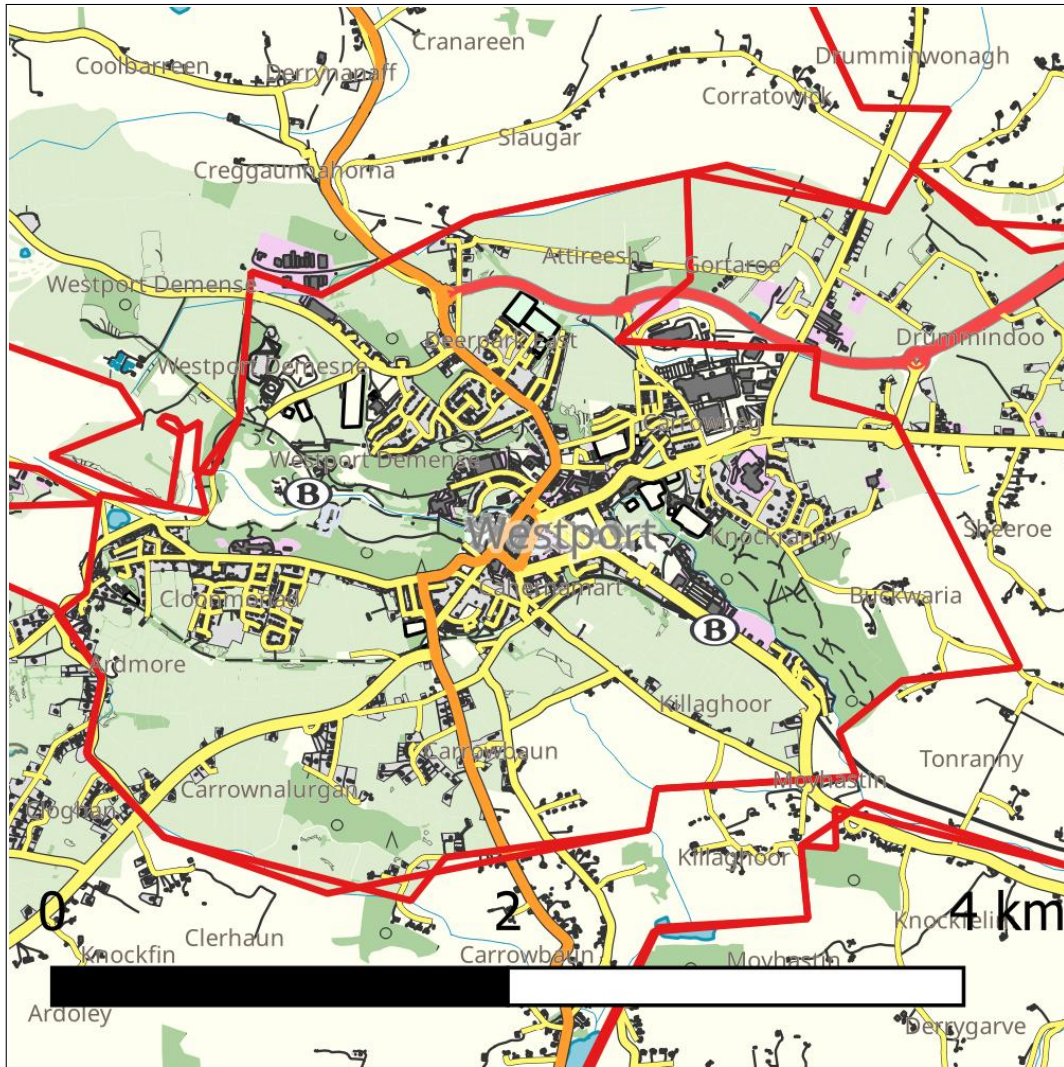 Cranareen
Drumminwonagh
Coolbarreen
Derrynanaff
Corratowick
Slaugar
Creggaunnahorna
Attireesh
Gortaroe
Westport Demense
Deerpark East
Drummindoo
Westport Demesne
Westport Demense
B
Westport
Knockranny
Sheeroe
Cahernamart
Buckwaria
B
Ardmore
Killaghoor
Carrowbaun
Tonranny
Moyhastin
Carrownalurgan
Killaghoor
0
2
4 km
Clerhaun
Knockfin
Carrowbaun
Moyhastin
Ardoley
Derrygarve